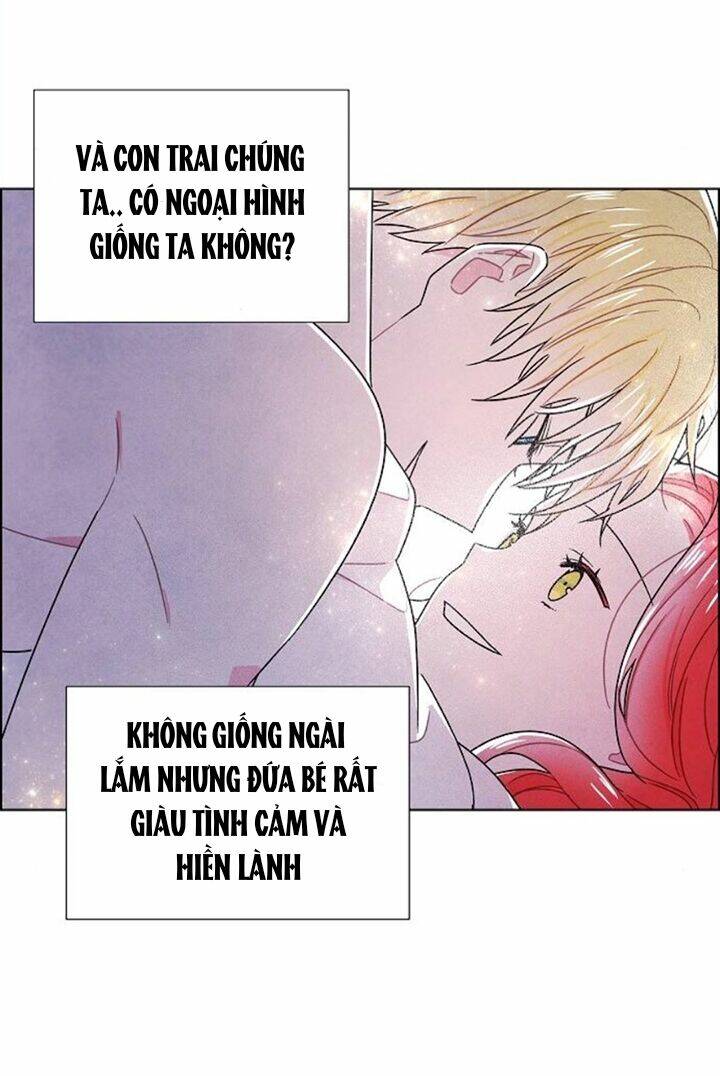 VÀ CON TRAI CHÚNG
TA.. CÓ NGOẠI HÌNH
GIỐNG TA KHÔNG?
KHÔNG GIỐNG NGÀI
LẮM NHƯNG ĐỨA BÉ RẤT
GIÀU TÌNH CẢM VÀ
HIỀN LÀNH